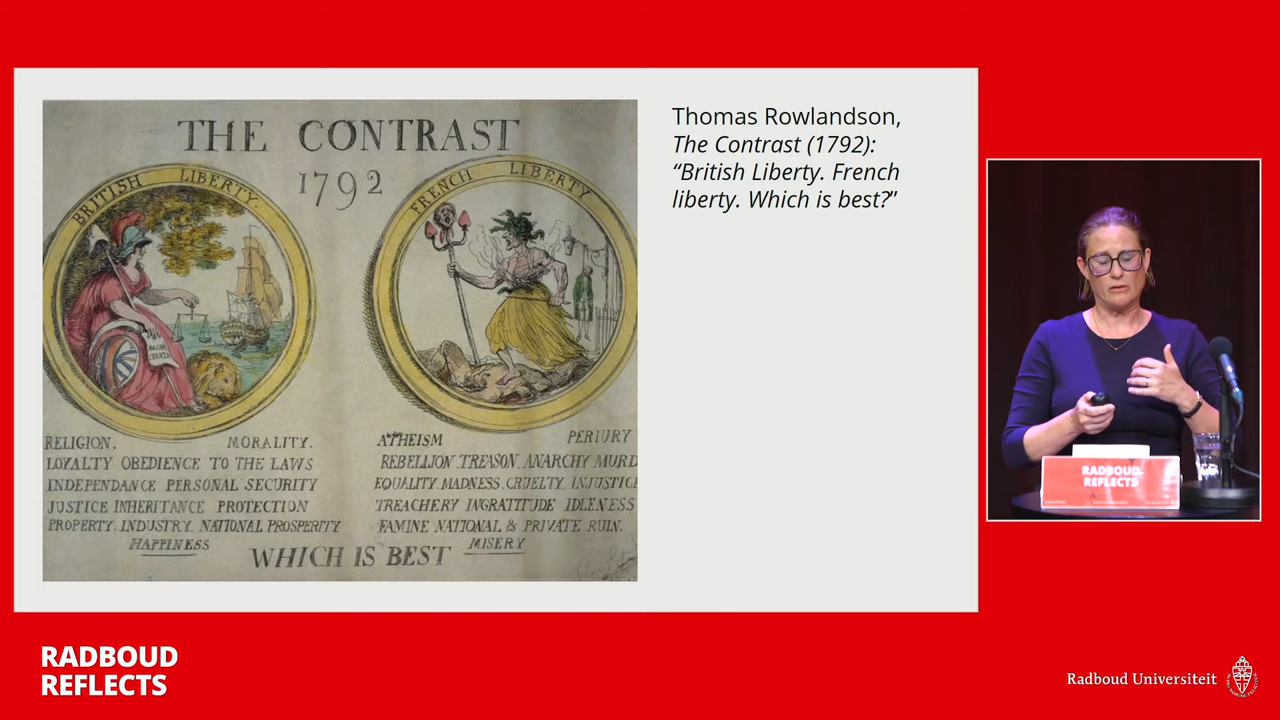 THE CONTRAST
1792
BRITISH LIBERTY.
FRENCH LIBERTY
MAGNA
CHARTA
RELIGION. MORALITY.
LOYALTY OBEDIENCE TO THE LAWS
INDEPENDANCE PERSONAL SECURITY
JUSTICE INHERITANCE PROTECTION
PROPERTY. INDUSTRY. NATIONAL PROSPERITY
HAPPINESS
ATHEISM PERJURY
REBELLION.TREASON.ANARCHY MURD
EQUALITY.MADNESS.CRUELTY.INJUSTICE
TREACHERY INGRATITUDE IDLENESS
FAMINE NATIONAL & PRIVATE RUIN.
MISERY
WHICH IS BEST
Thomas Rowlandson,
The Contrast (1792):
“British Liberty. French
liberty. Which is best?”
RADBOUD
REFLECTS
RADBOUD
REFLECTS
Radboud Universiteit